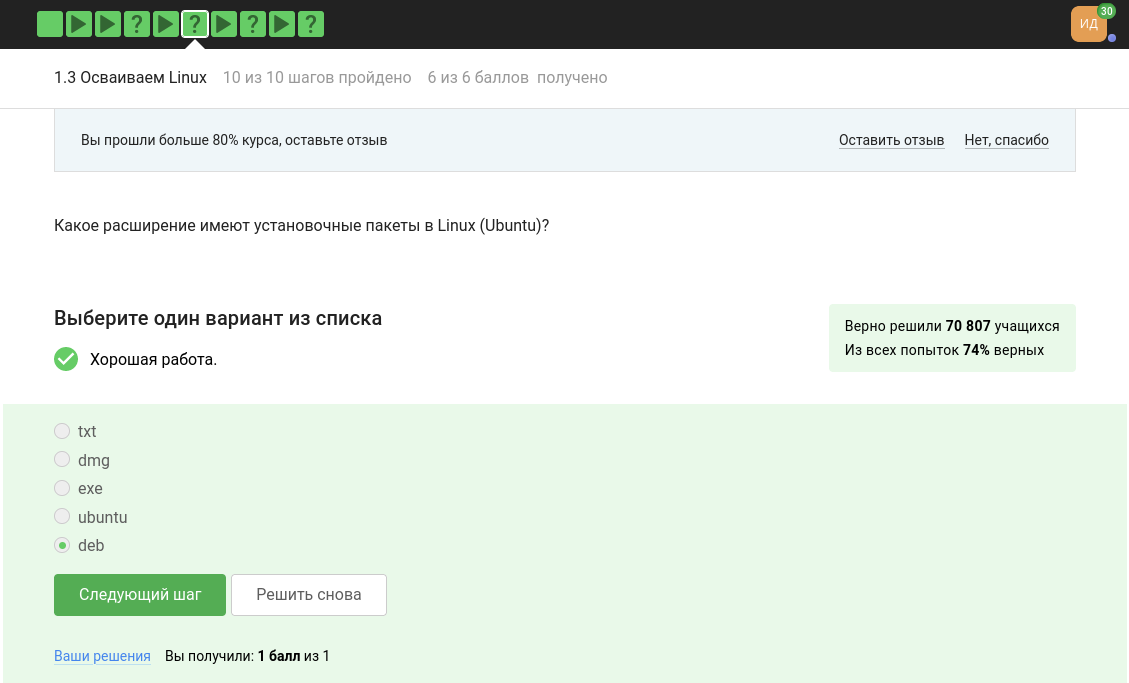 ? ? ? ?
ИД
30
1.3 Осваиваем Linux 10 из 10 шагов пройдено 6 из 6 баллов получено
Вы прошли больше 80% курса, оставьте отзыв Оставить отзыв Нет, спасибо
Какое расширение имеют установочные пакеты в Linux (Ubuntu)?
Выберите один вариант из списка
Хорошая работа.
Верно решили 70 807 учащихся
Из всех попыток 74% верных
txt
dmg
exe
ubuntu
deb
Следующий шаг Решить снова
Ваши решения Вы получили: 1 балл из 1